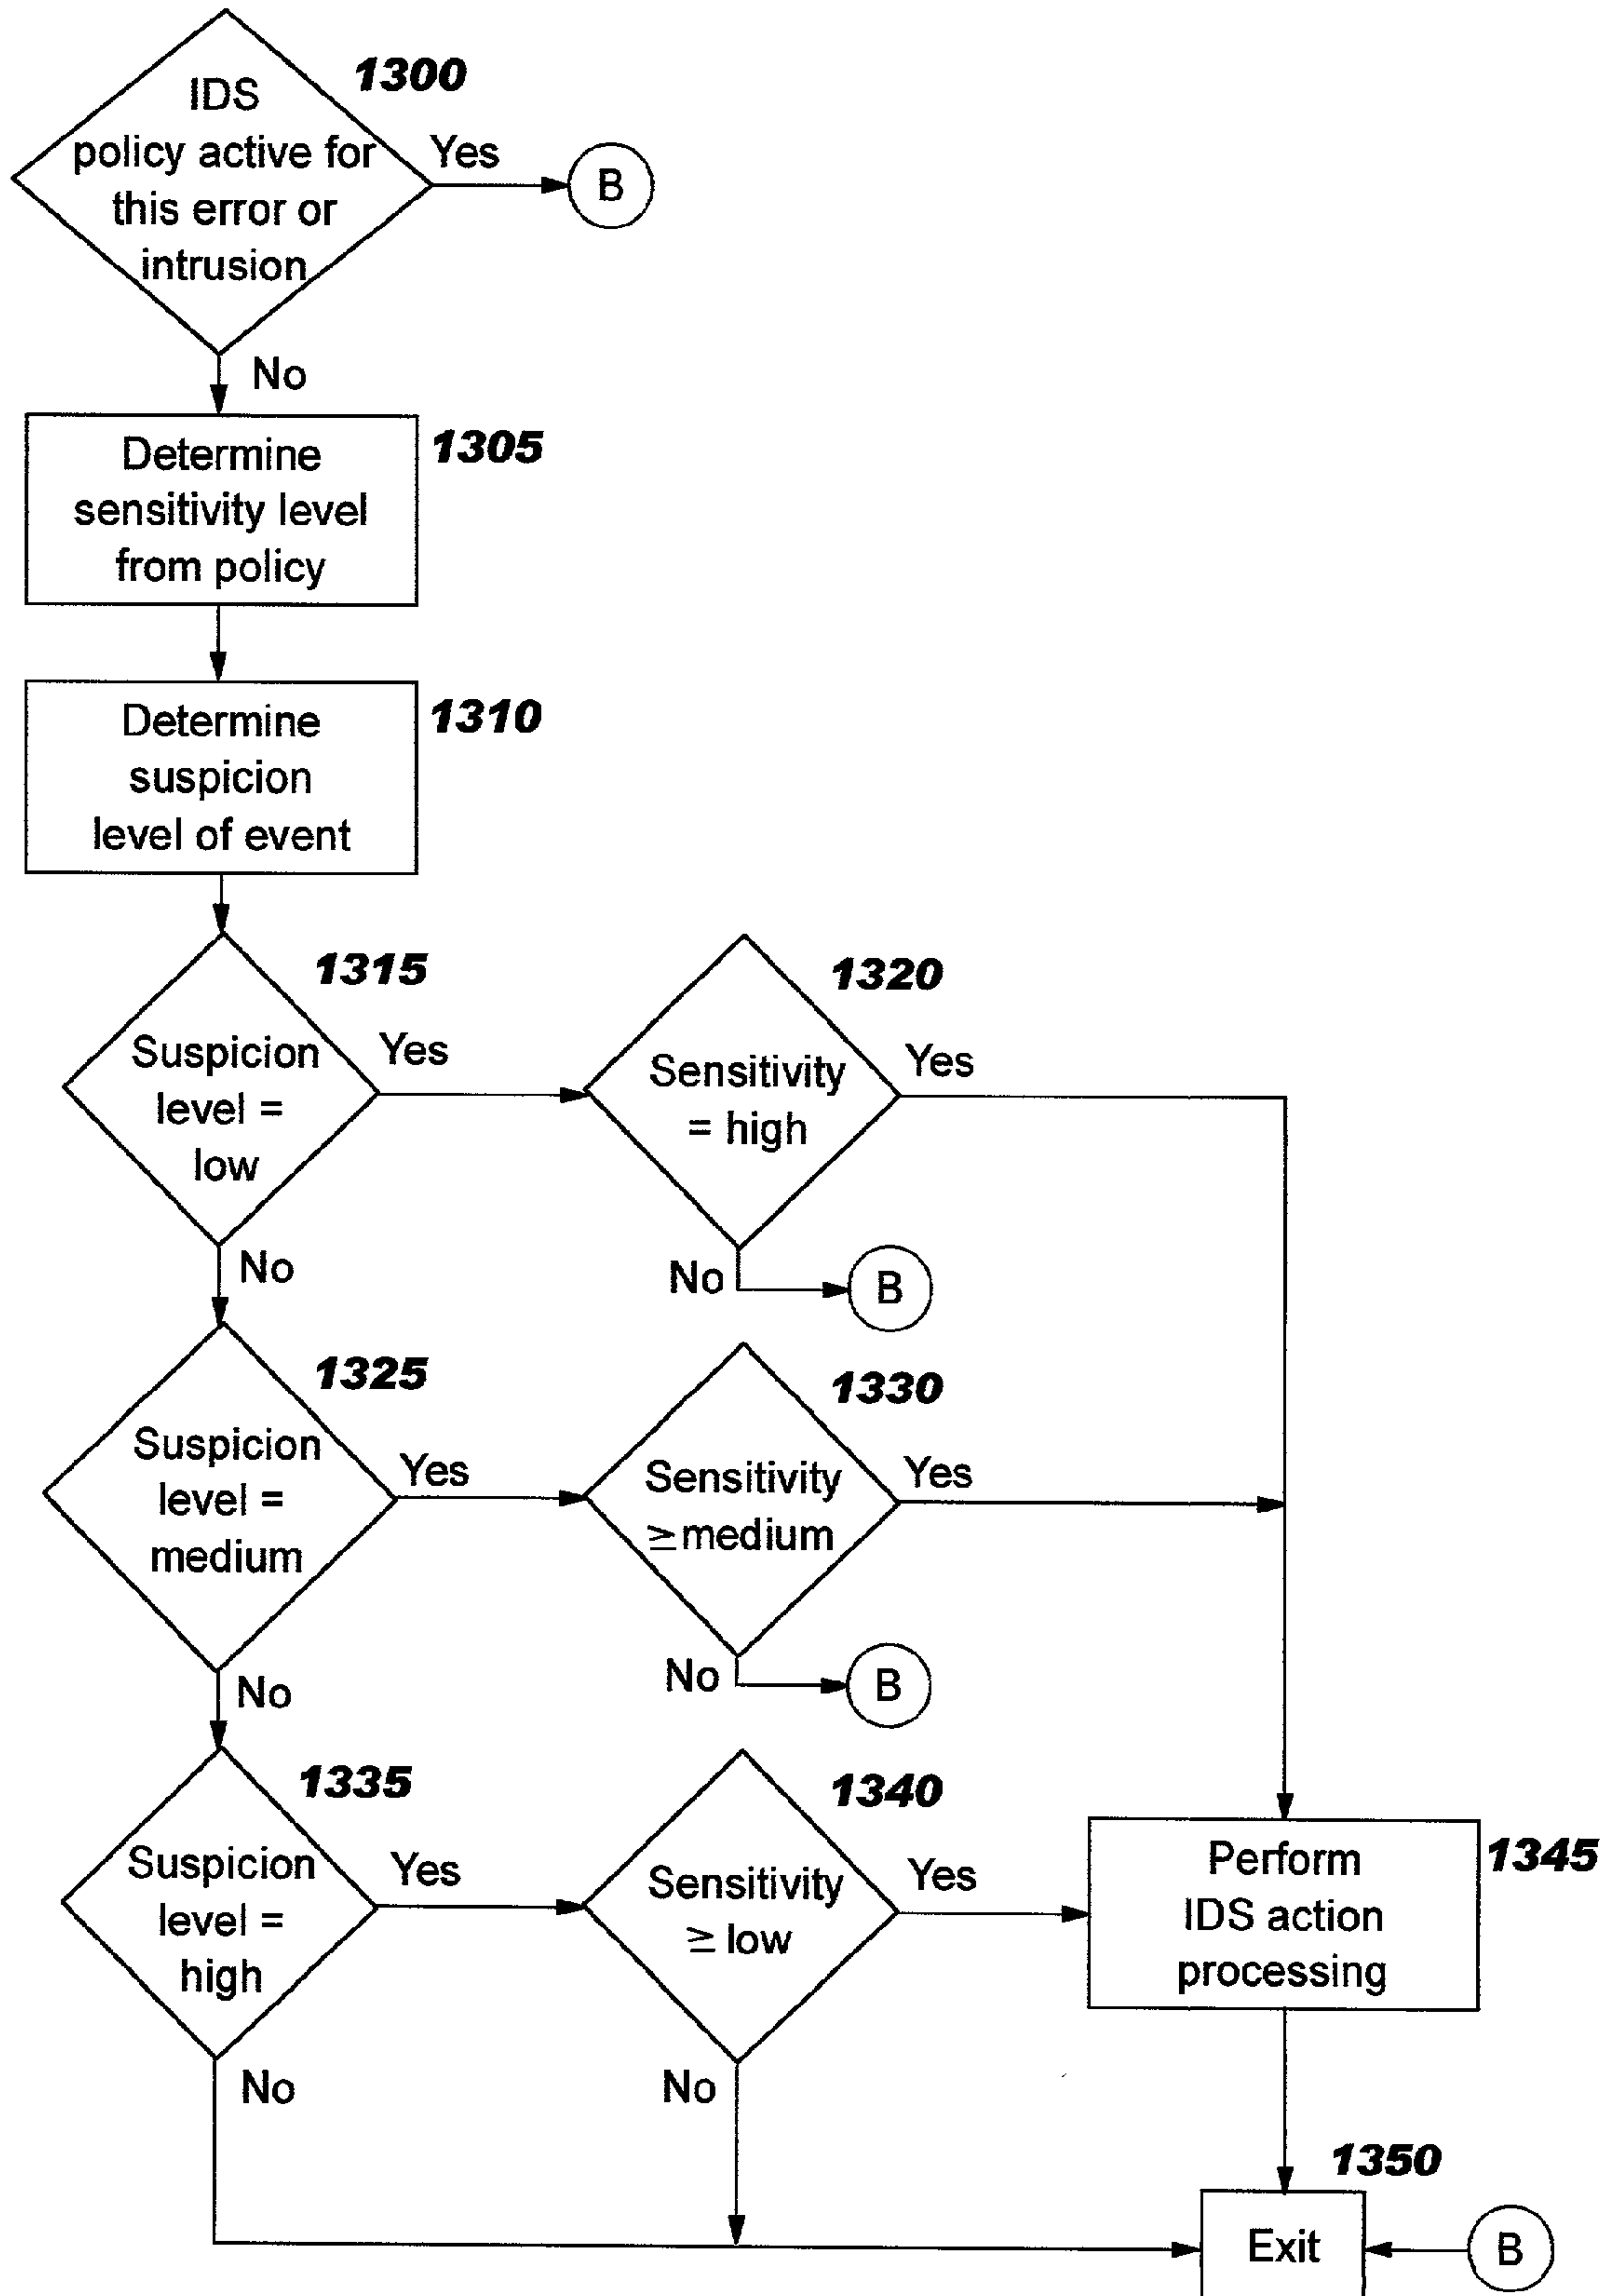 1300
IDS
policy active for
this error or
intrusion
Yes
B
No
Determine
sensitivity level
from policy
1305
Determine
suspicion
level of event
1310
1315
Suspicion
level =
low
Yes
1320
Sensitivity
= high
Yes
No
No
B
1325
Suspicion
level =
medium
Yes
1330
Sensitivity
≥ medium
Yes
No
No
B
1335
Suspicion
level =
high
Yes
1340
Sensitivity
≥ low
Yes
Perform
IDS action
processing
1345
No
No
1350
Exit
B